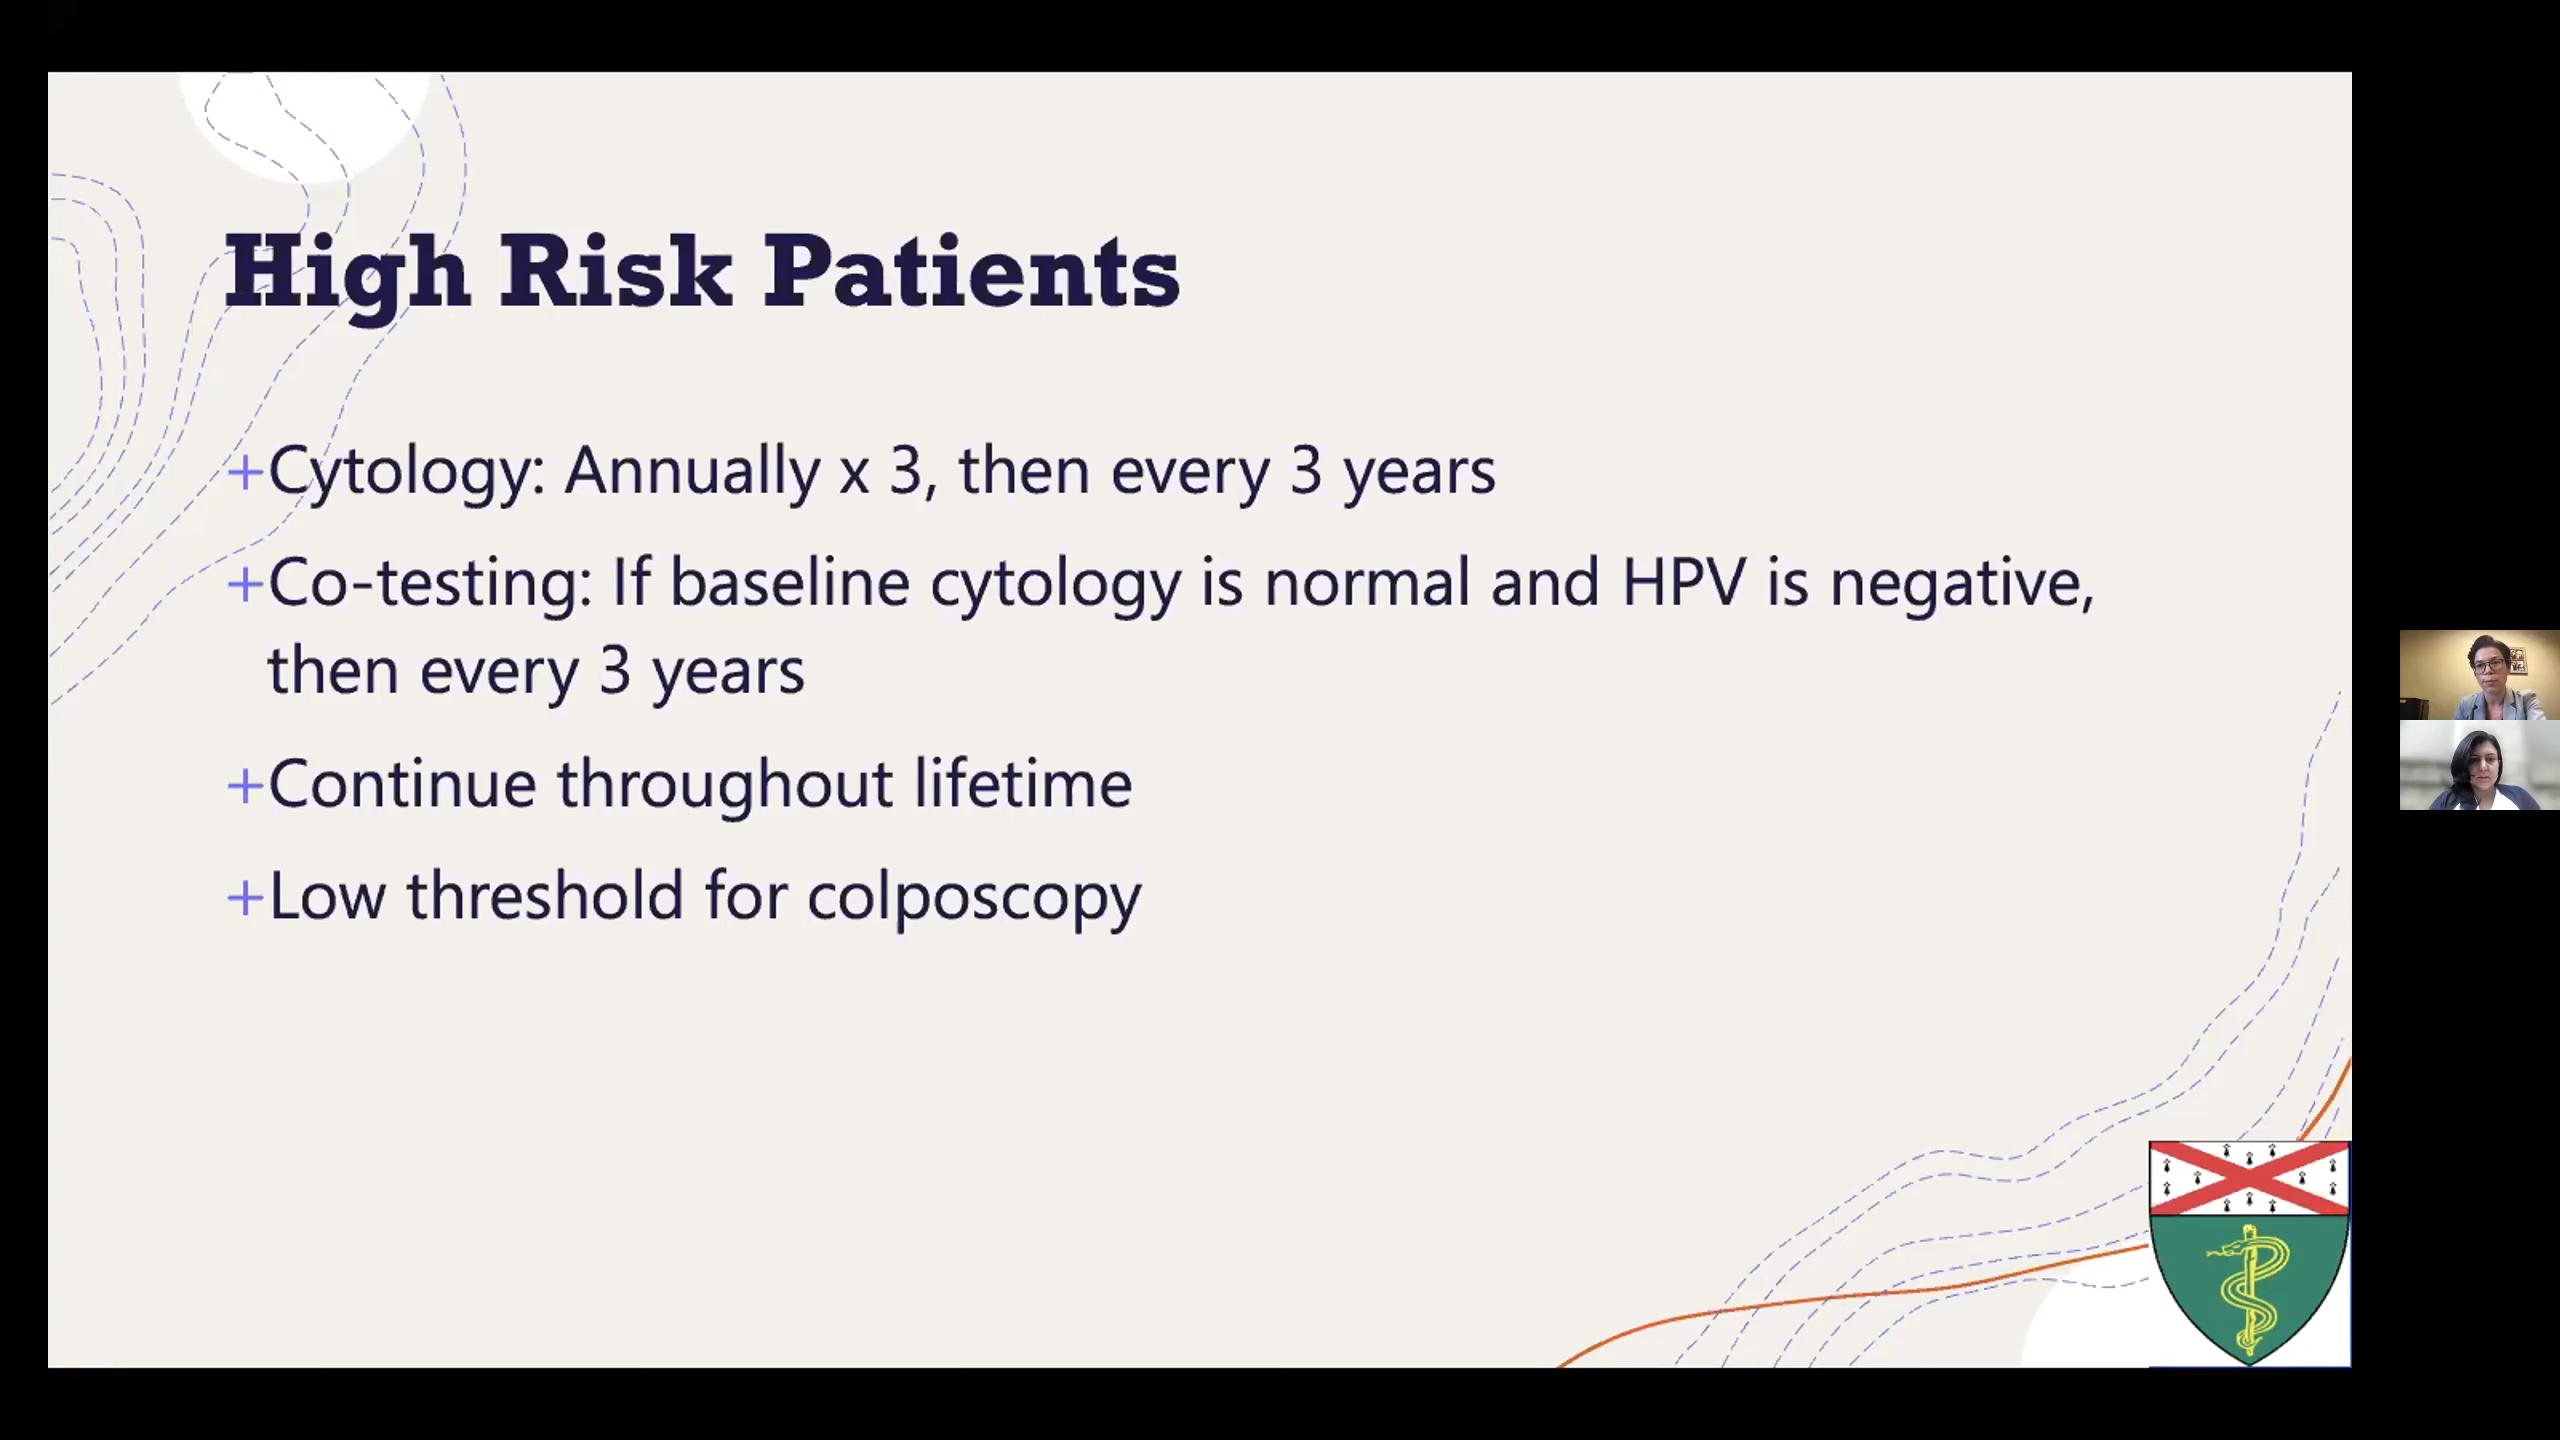 High Risk Patients
+Cytology: Annually x 3, then every 3 years
+Co-testing: If baseline cytology is normal and HPV is negative,
then every 3 years
+Continue throughout lifetime
+Low threshold for colposcopy